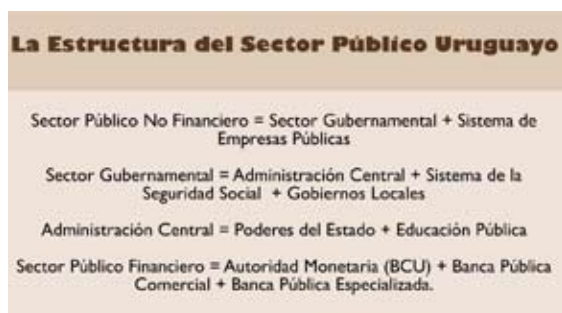 La Estructura del Sector Público Uruguayo
Sector Público No Financiero = Sector Gubernamental + Sistema de
Empresas Públicas
Sector Gubernamental = Administración Central + Sistema de la
Seguridad Social + Gobiernos Locales
Administración Central = Poderes del Estado + Educación Pública
Sector Público Financiero = Autoridad Monetaria (BCU) + Banca Pública
Comercial + Banca Pública Especializada.